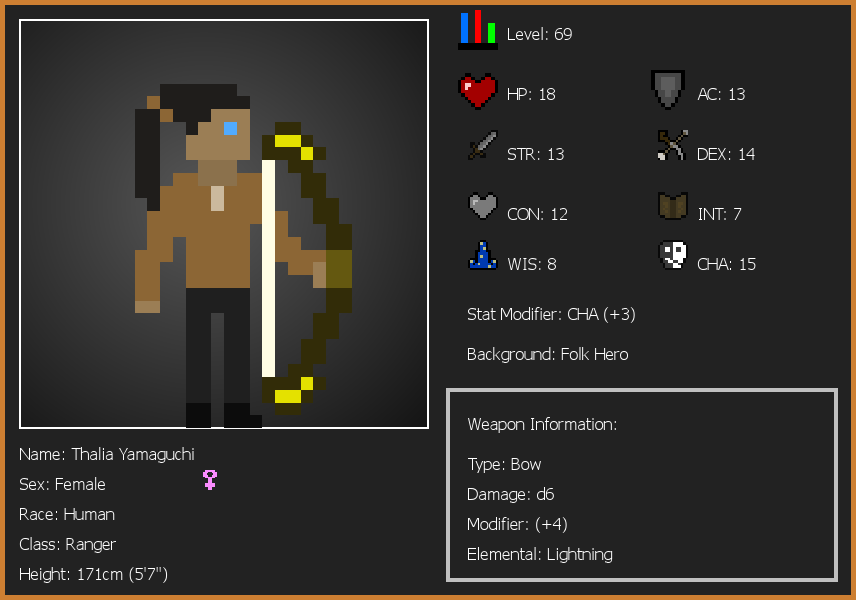 Level: 69
HP: 18
AC: 13
STR: 13
DEX: 14
CON: 12
INT: 7
WIS: 8
CHA: 15
Stat Modifier: CHA (+3)
Background: Folk Hero
Weapon Information:
Type: Bow
Damage: d6
Modifier: (+4)
Elemental: Lightning
Name: Thalia Yamaguchi
Sex: Female
Race: Human
Class: Ranger
Height: 171cm (5'7")